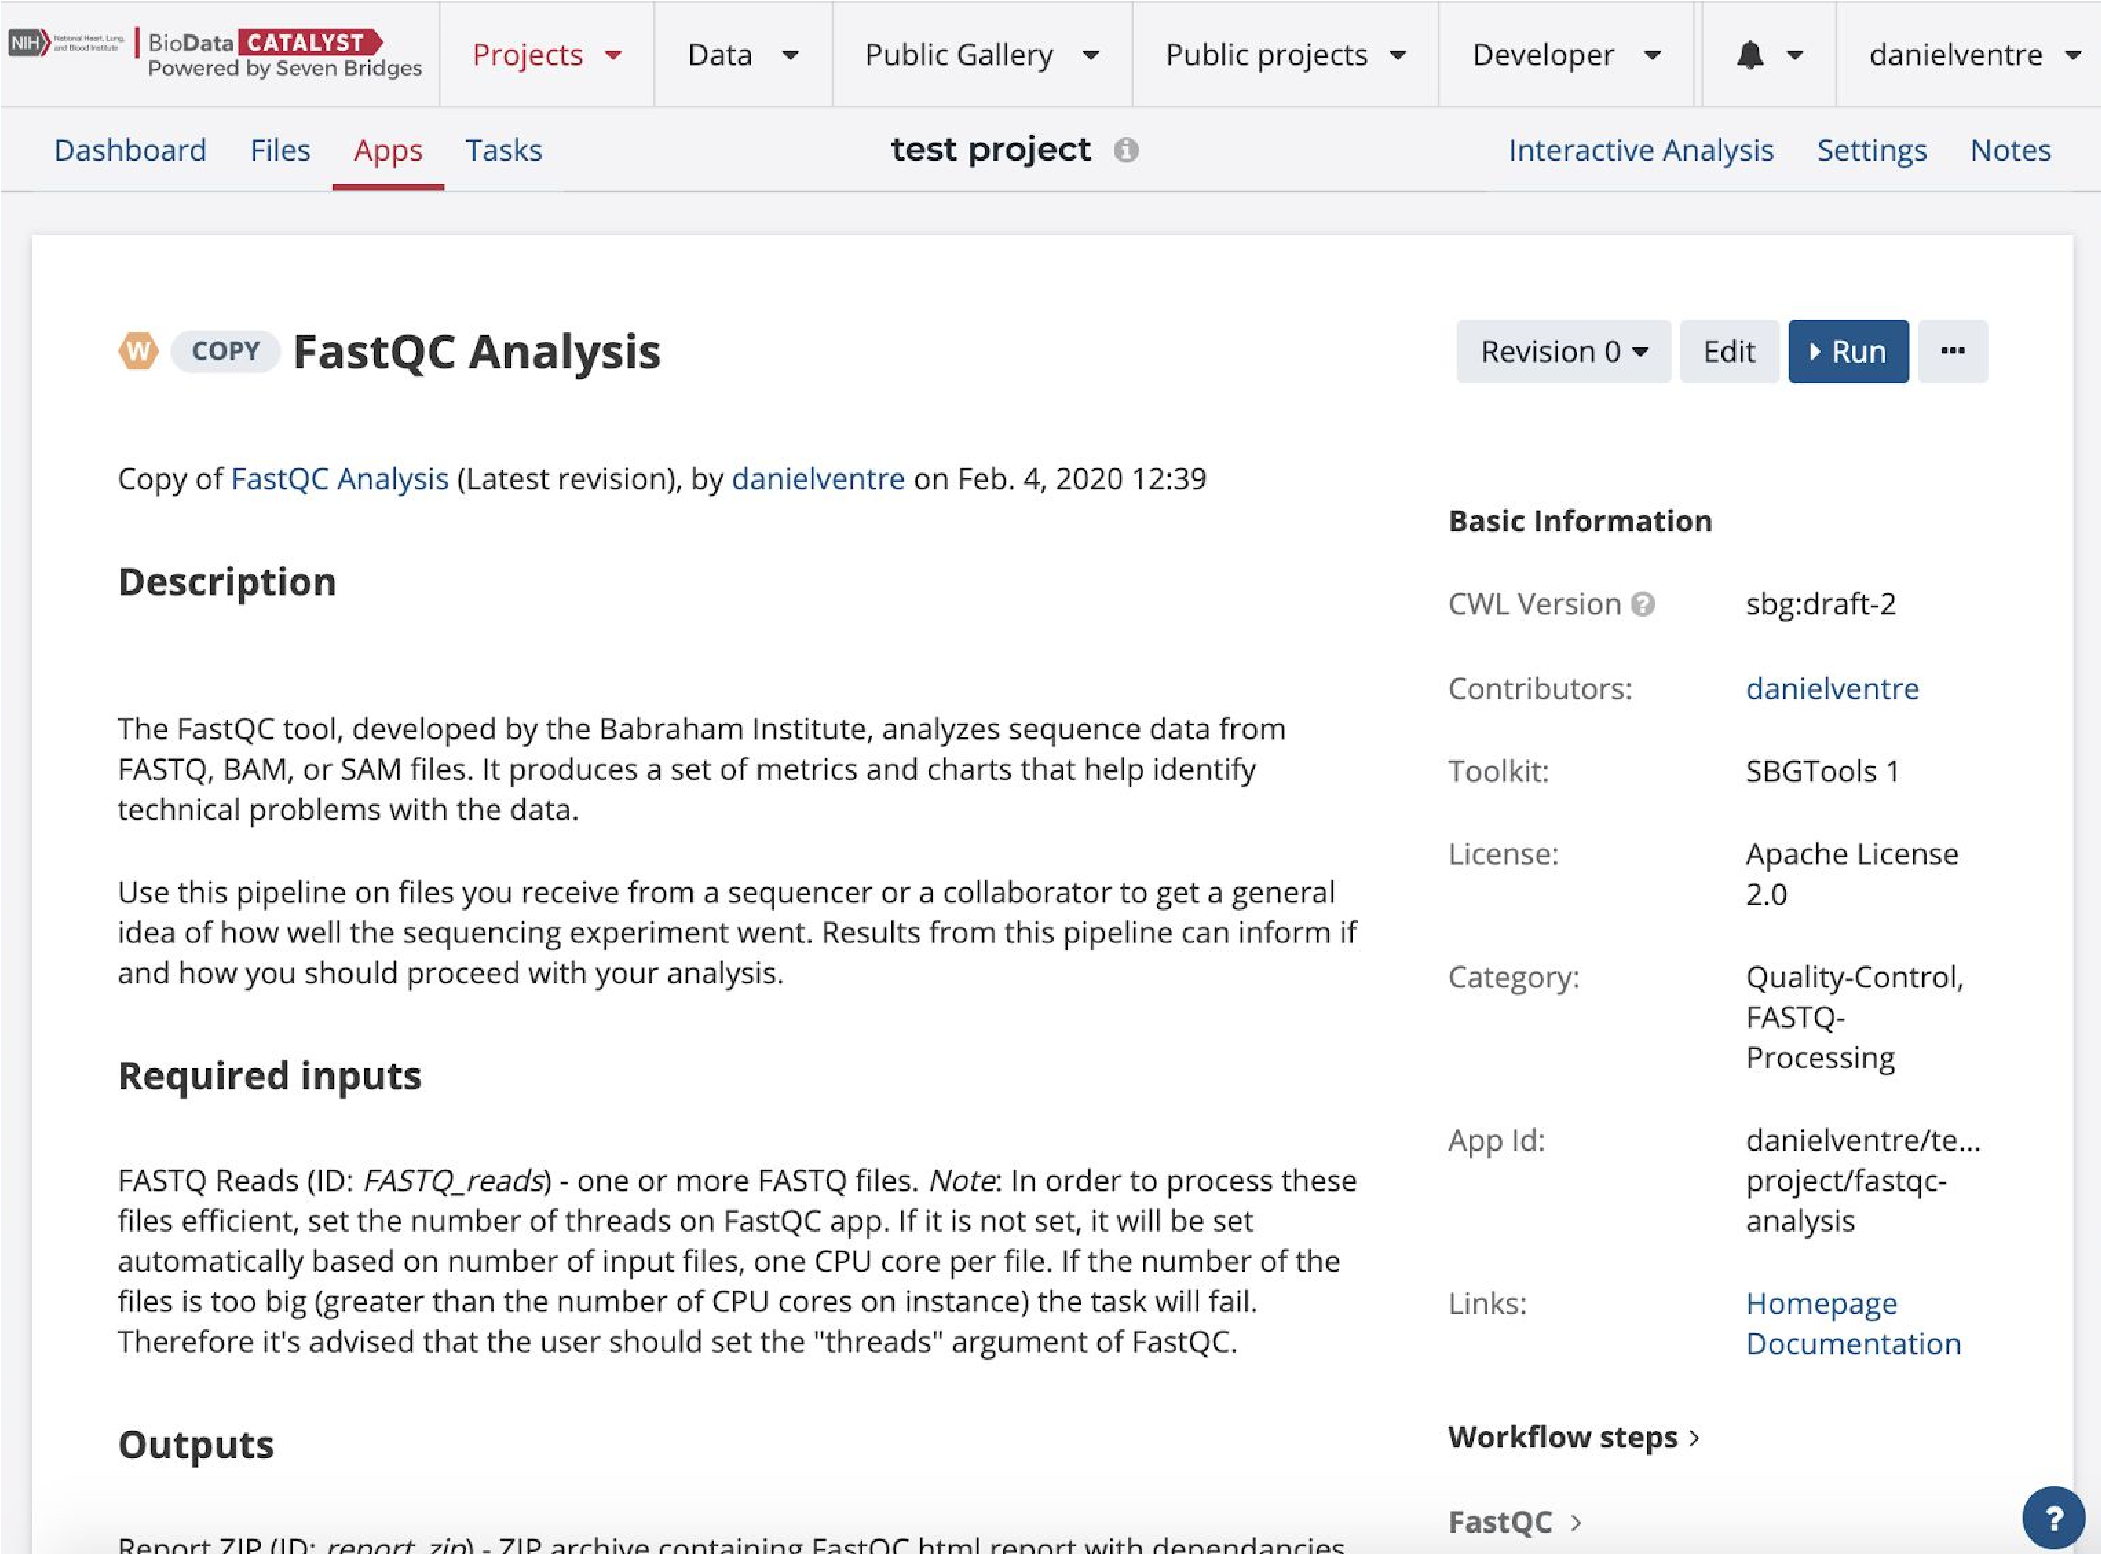 NIH National Heart, Lung, and Blood Institute BioData CATALYST
Powered by Seven Bridges
Projects Data Public Gallery Public projects Developer danielventre
Dashboard Files Apps Tasks test project Interactive Analysis Settings Notes
W COPY FastQC Analysis
Revision 0 Edit Run ...
Copy of FastQC Analysis (Latest revision), by danielventre on Feb. 4, 2020 12:39
Description
The FastQC tool, developed by the Babraham Institute, analyzes sequence data from
FASTQ, BAM, or SAM files. It produces a set of metrics and charts that help identify
technical problems with the data.
Use this pipeline on files you receive from a sequencer or a collaborator to get a general
idea of how well the sequencing experiment went. Results from this pipeline can inform if
and how you should proceed with your analysis.
Required inputs
FASTQ Reads (ID: FASTQ_reads) - one or more FASTQ files. Note: In order to process these
files efficient, set the number of threads on FastQC app. If it is not set, it will be set
automatically based on number of input files, one CPU core per file. If the number of the
files is too big (greater than the number of CPU cores on instance) the task will fail.
Therefore it's advised that the user should set the "threads" argument of FastQC.
Outputs
Report ZIP (ID: report_zip) - ZIP archive containing FastQC html report with dependancies
Basic Information
CWL Version ? sbg:draft-2
Contributors: danielventre
Toolkit: SBGTools 1
License: Apache License
2.0
Category: Quality-Control,
FASTQ-
Processing
App Id: danielventre/te...
project/fastqc-
analysis
Links: Homepage
Documentation
Workflow steps >
FastQC >
?